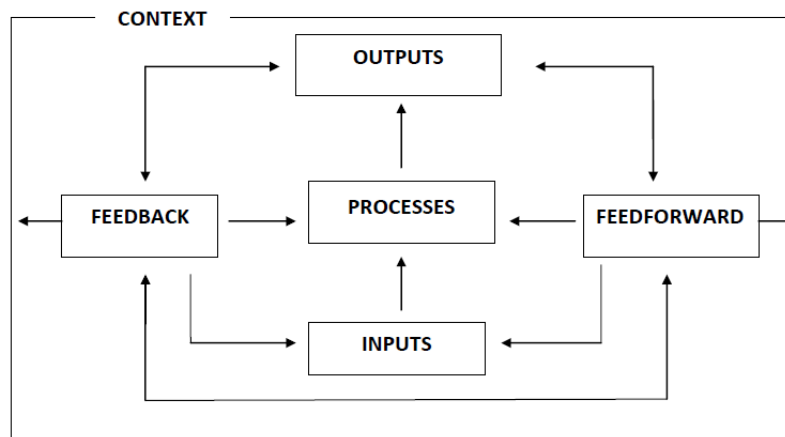 CONTEXT
OUTPUTS
FEEDBACK
PROCESSES
FEEDFORWARD
INPUTS